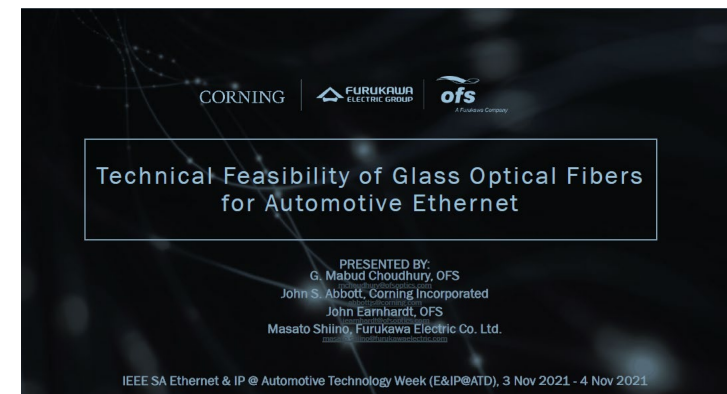 CORNING
FURUKAWA
ELECTRIC GROUP
ofs
A Furukawa Company
Technical Feasibility of Glass Optical Fibers
for Automotive Ethernet
PRESENTED BY:
G. Mabud Choudhury, OFS
John S. Abbott, Corning Incorporated
John Earnhardt, OFS
Masato Shiino, Furukawa Electric Co. Ltd.
IEEE SA Ethernet & IP @ Automotive Technology Week (E&IP@ATD), 3 Nov 2021 - 4 Nov 2021